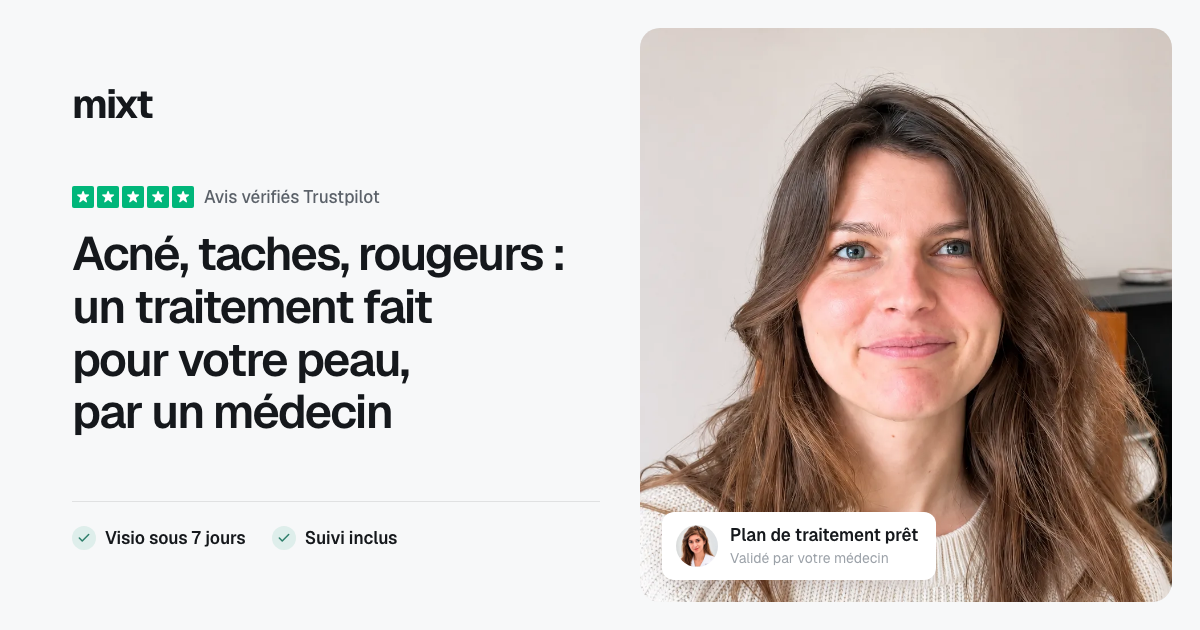 mixt
Avis vérifiés Trustpilot
Acné, taches, rougeurs :
un traitement fait
pour votre peau,
par un médecin
Visio sous 7 jours
Suivi inclus
Plan de traitement prêt
Validé par votre médecin